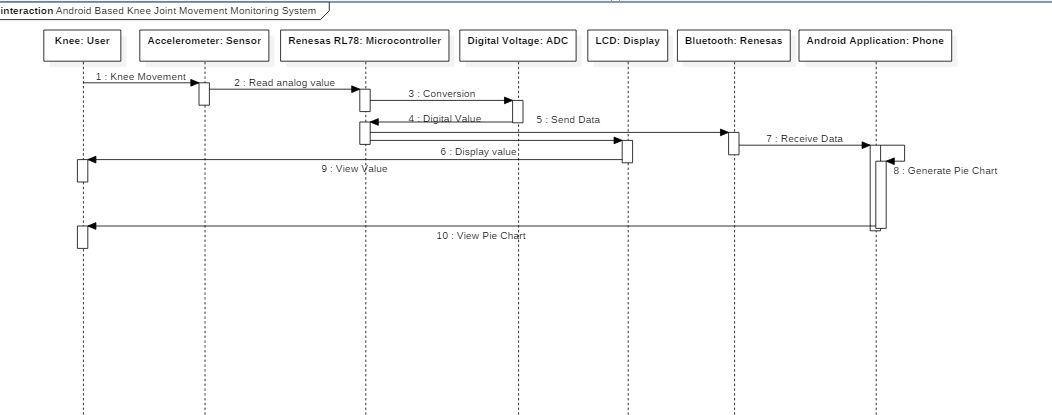 interaction Android Based Knee Joint Movement Monitoring System
Knee: User
Accelerometer: Sensor
Renesas RL78: Microcontroller
Digital Voltage: ADC
LCD: Display
Bluetooth: Renesas
Android Application: Phone
1 : Knee Movement
2 : Read analog value
3 : Conversion
4 : Digital Value
5 : Send Data
6 : Display value
7 : Receive Data
8 : Generate Pie Chart
9 : View Value
10 : View Pie Chart